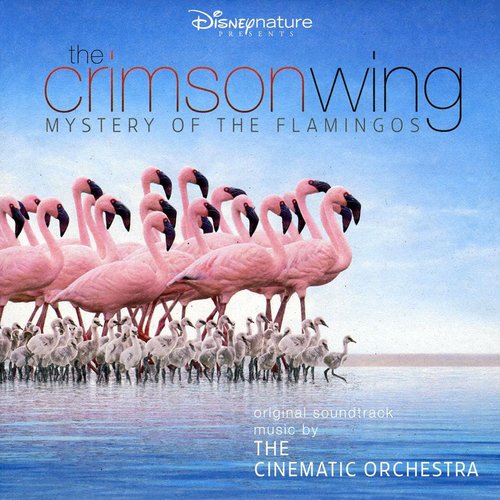 Disneynature
PRESENTS
the
crimsonwing
MYSTERY OF THE FLAMINGOS
original soundtrack
music by
THE
CINEMATIC ORCHESTRA